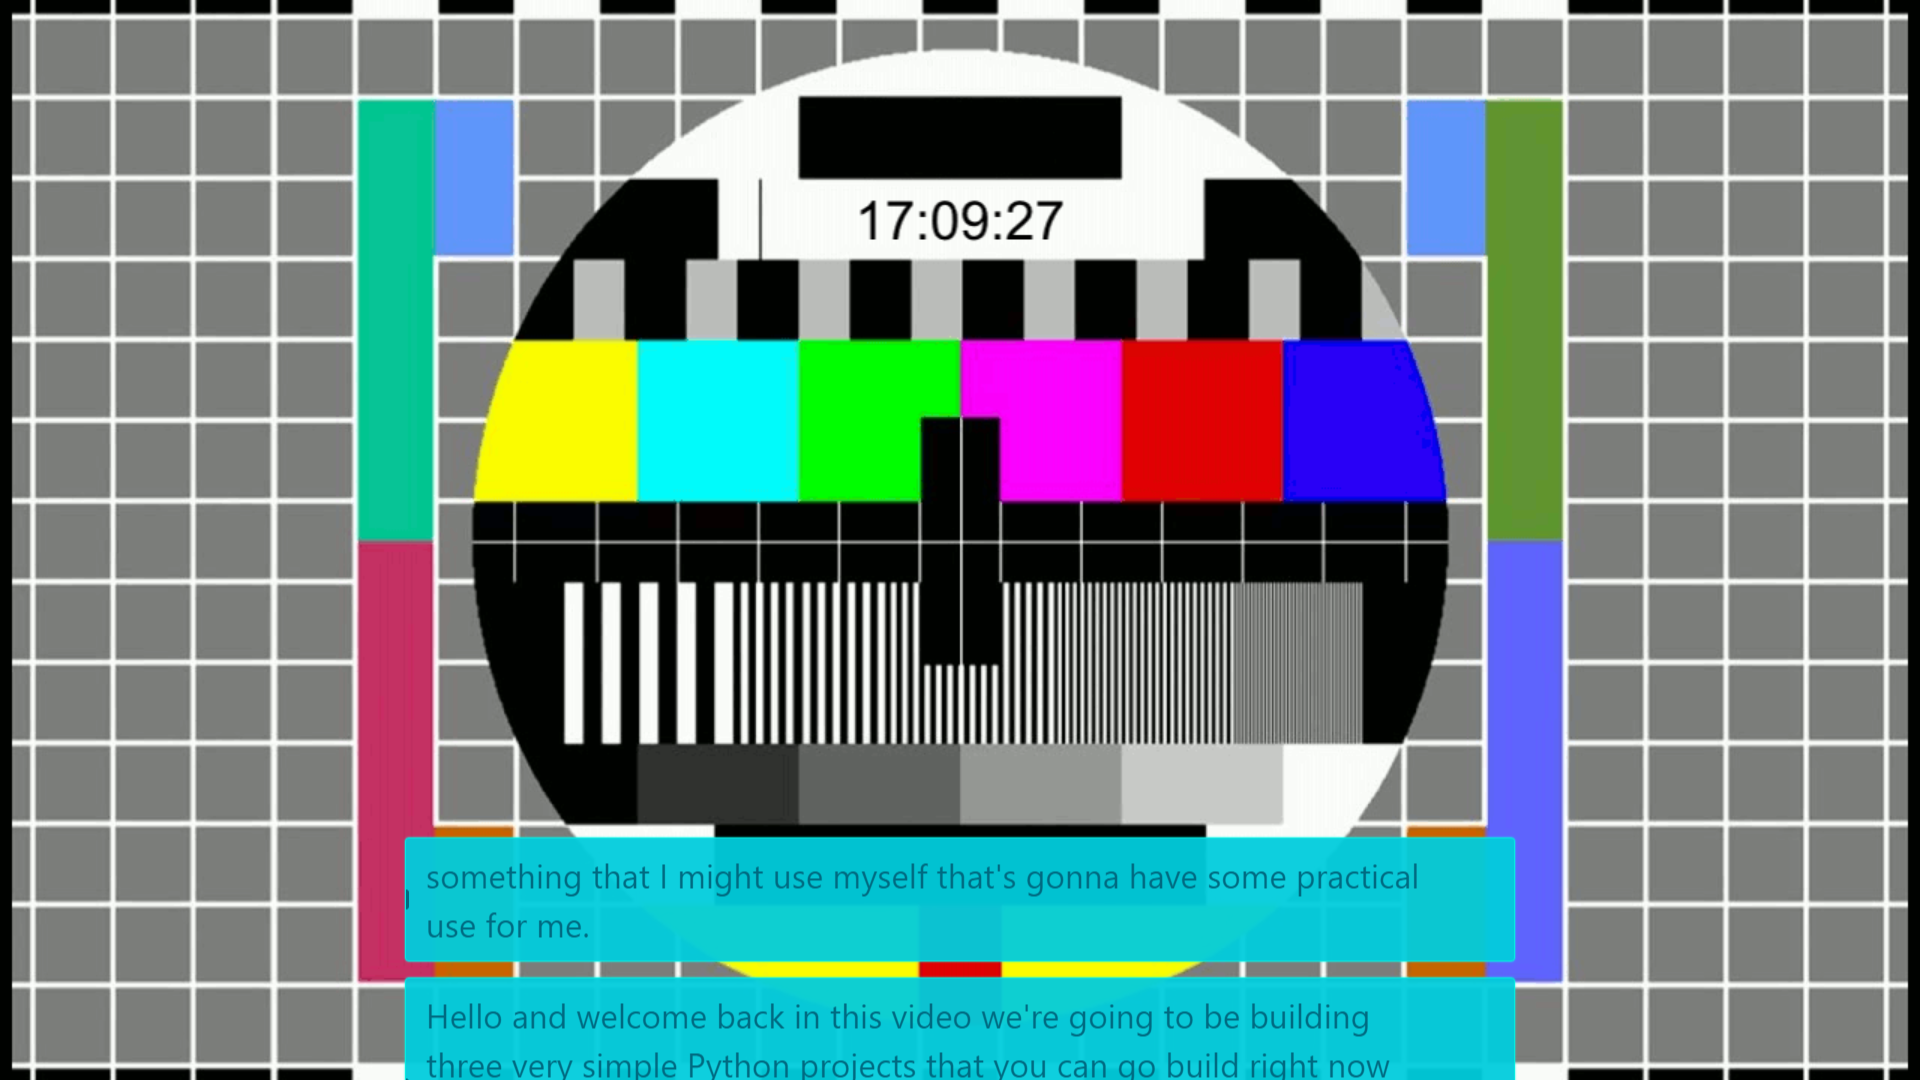 17:09:27
something that I might use myself that's gonna have some practical
use for me.
Hello and welcome back in this video we're going to be building
three very simple Python projects that you can go build right now